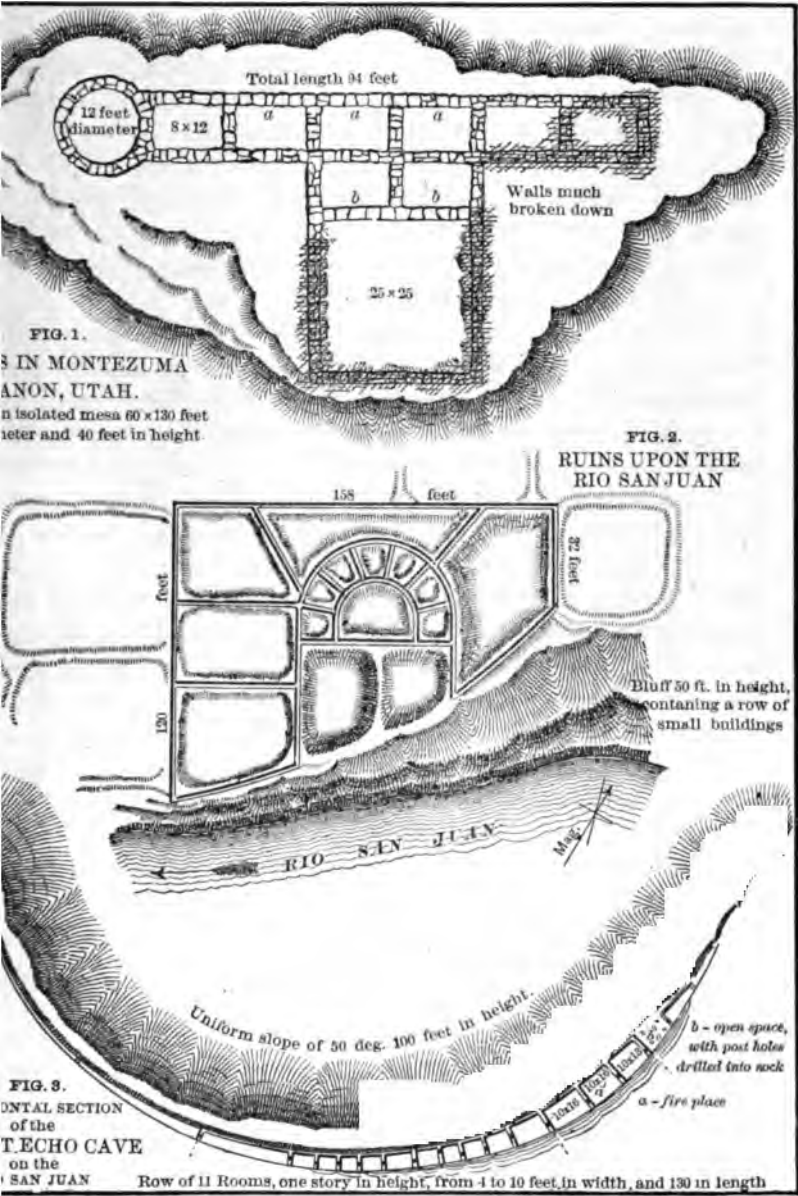 Total length 94 feet
12 feet
diameter
8 × 12
a
a
a
b
b
Walls much
broken down
25 × 25
FIG. 1.
S IN MONTEZUMA
ANON, UTAH.
n isolated mesa 60 × 130 feet
eter and 40 feet in height
FIG. 2.
RUINS UPON THE
RIO SAN JUAN
158 feet
32 feet
120 feet
Bluff 50 ft. in height,
contaning a row of
small buildings
RIO SAN JUAN
Mag.
Uniform slope of 50 deg. 100 feet in height.
b - open space,
with post holes
drilled into rock
a - fire place
10x15
10x16
a
10x16
b
FIG. 3.
ONTAL SECTION
of the
T. ECHO CAVE
on the
SAN JUAN
Row of 11 Rooms, one story in height, from 4 to 10 feet in width, and 130 in length